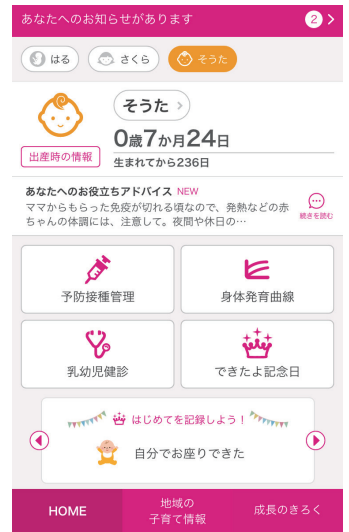 あなたへのお知らせがあります 2
はる さくら そうた
そうた
0歳7か月24日
出産時の情報 生まれてから236日
あなたへのお役立ちアドバイス NEW
ママからもらった免疫が切れる頃なので、発熱などの赤
ちゃんの体調には、注意して。夜間や休日の…
続きを読む
予防接種管理 身体発育曲線
乳幼児健診 できたよ記念日
はじめてを記録しよう!
自分でお座りできた
HOME
地域の
子育て情報
成長のきろく